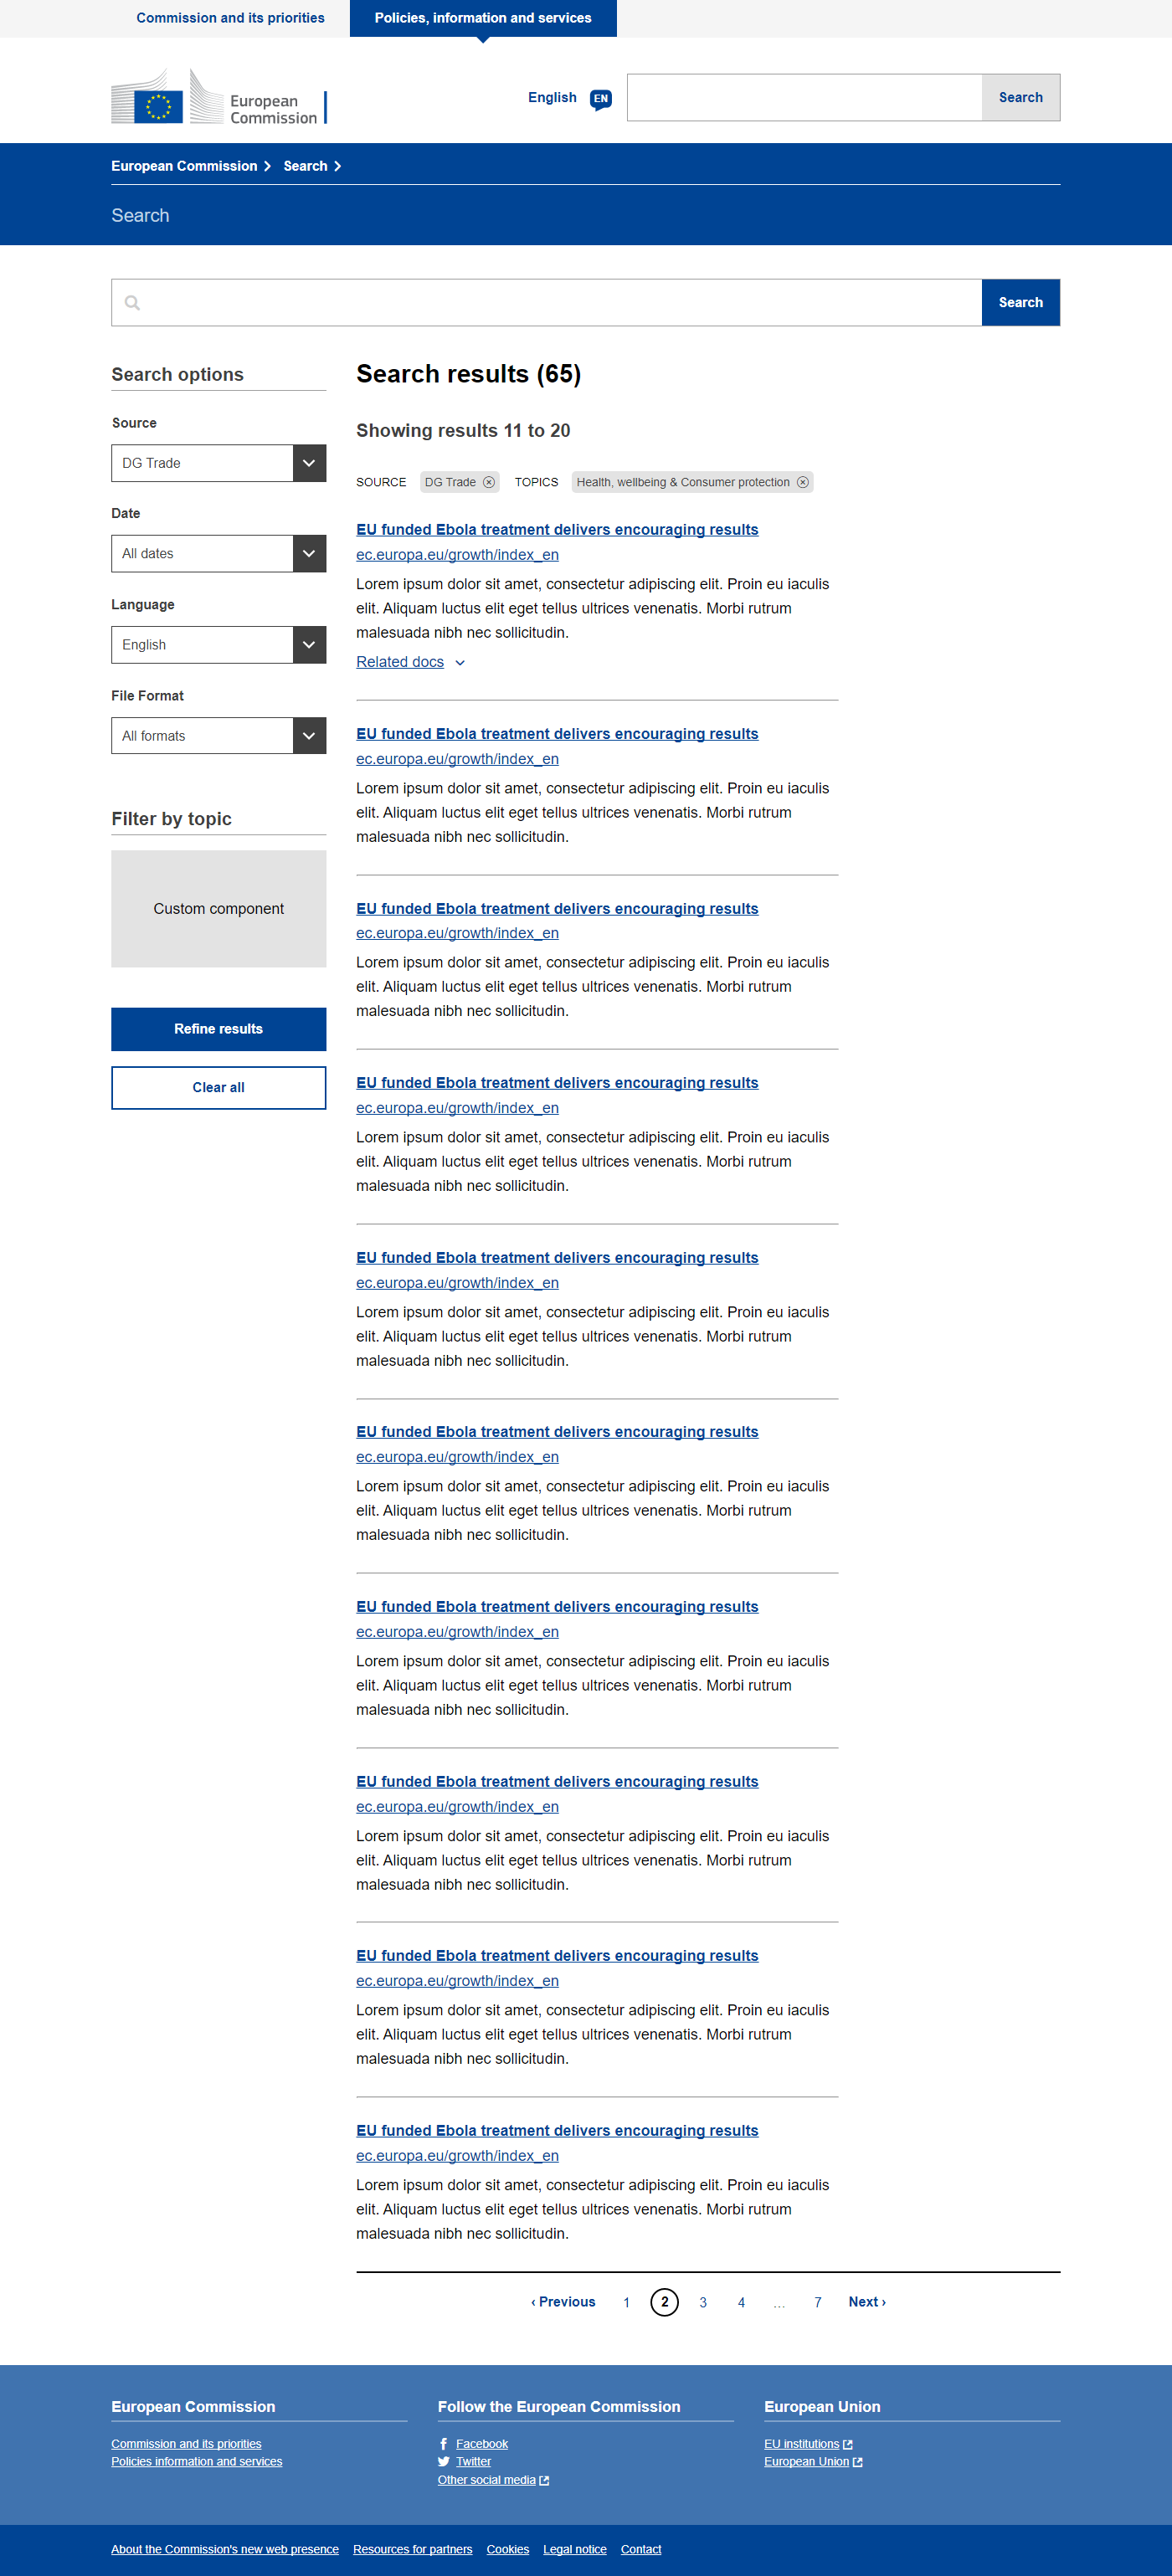 Commission and its priorities
Policies, information and services
European
Commission
English
EN
Search
European Commission
Search
Search
Search
Search options
Source
DG Trade
Date
All dates
Language
English
File Format
All formats
Filter by topic
Custom component
Refine results
Clear all
Search results (65)
Showing results 11 to 20
SOURCE DG Trade TOPICS Health, wellbeing & Consumer protection
EU funded Ebola treatment delivers encouraging results
ec.europa.eu/growth/index_en
Lorem ipsum dolor sit amet, consectetur adipiscing elit. Proin eu iaculis
elit. Aliquam luctus elit eget tellus ultrices venenatis. Morbi rutrum
malesuada nibh nec sollicitudin.
Related docs
EU funded Ebola treatment delivers encouraging results
ec.europa.eu/growth/index_en
Lorem ipsum dolor sit amet, consectetur adipiscing elit. Proin eu iaculis
elit. Aliquam luctus elit eget tellus ultrices venenatis. Morbi rutrum
malesuada nibh nec sollicitudin.
EU funded Ebola treatment delivers encouraging results
ec.europa.eu/growth/index_en
Lorem ipsum dolor sit amet, consectetur adipiscing elit. Proin eu iaculis
elit. Aliquam luctus elit eget tellus ultrices venenatis. Morbi rutrum
malesuada nibh nec sollicitudin.
EU funded Ebola treatment delivers encouraging results
ec.europa.eu/growth/index_en
Lorem ipsum dolor sit amet, consectetur adipiscing elit. Proin eu iaculis
elit. Aliquam luctus elit eget tellus ultrices venenatis. Morbi rutrum
malesuada nibh nec sollicitudin.
EU funded Ebola treatment delivers encouraging results
ec.europa.eu/growth/index_en
Lorem ipsum dolor sit amet, consectetur adipiscing elit. Proin eu iaculis
elit. Aliquam luctus elit eget tellus ultrices venenatis. Morbi rutrum
malesuada nibh nec sollicitudin.
EU funded Ebola treatment delivers encouraging results
ec.europa.eu/growth/index_en
Lorem ipsum dolor sit amet, consectetur adipiscing elit. Proin eu iaculis
elit. Aliquam luctus elit eget tellus ultrices venenatis. Morbi rutrum
malesuada nibh nec sollicitudin.
EU funded Ebola treatment delivers encouraging results
ec.europa.eu/growth/index_en
Lorem ipsum dolor sit amet, consectetur adipiscing elit. Proin eu iaculis
elit. Aliquam luctus elit eget tellus ultrices venenatis. Morbi rutrum
malesuada nibh nec sollicitudin.
EU funded Ebola treatment delivers encouraging results
ec.europa.eu/growth/index_en
Lorem ipsum dolor sit amet, consectetur adipiscing elit. Proin eu iaculis
elit. Aliquam luctus elit eget tellus ultrices venenatis. Morbi rutrum
malesuada nibh nec sollicitudin.
EU funded Ebola treatment delivers encouraging results
ec.europa.eu/growth/index_en
Lorem ipsum dolor sit amet, consectetur adipiscing elit. Proin eu iaculis
elit. Aliquam luctus elit eget tellus ultrices venenatis. Morbi rutrum
malesuada nibh nec sollicitudin.
EU funded Ebola treatment delivers encouraging results
ec.europa.eu/growth/index_en
Lorem ipsum dolor sit amet, consectetur adipiscing elit. Proin eu iaculis
elit. Aliquam luctus elit eget tellus ultrices venenatis. Morbi rutrum
malesuada nibh nec sollicitudin.
‹ Previous 1 2 3 4 ... 7 Next ›
European Commission
Commission and its priorities
Policies information and services
Follow the European Commission
Facebook
Twitter
Other social media
European Union
EU institutions
European Union
About the Commission's new web presence Resources for partners Cookies Legal notice Contact